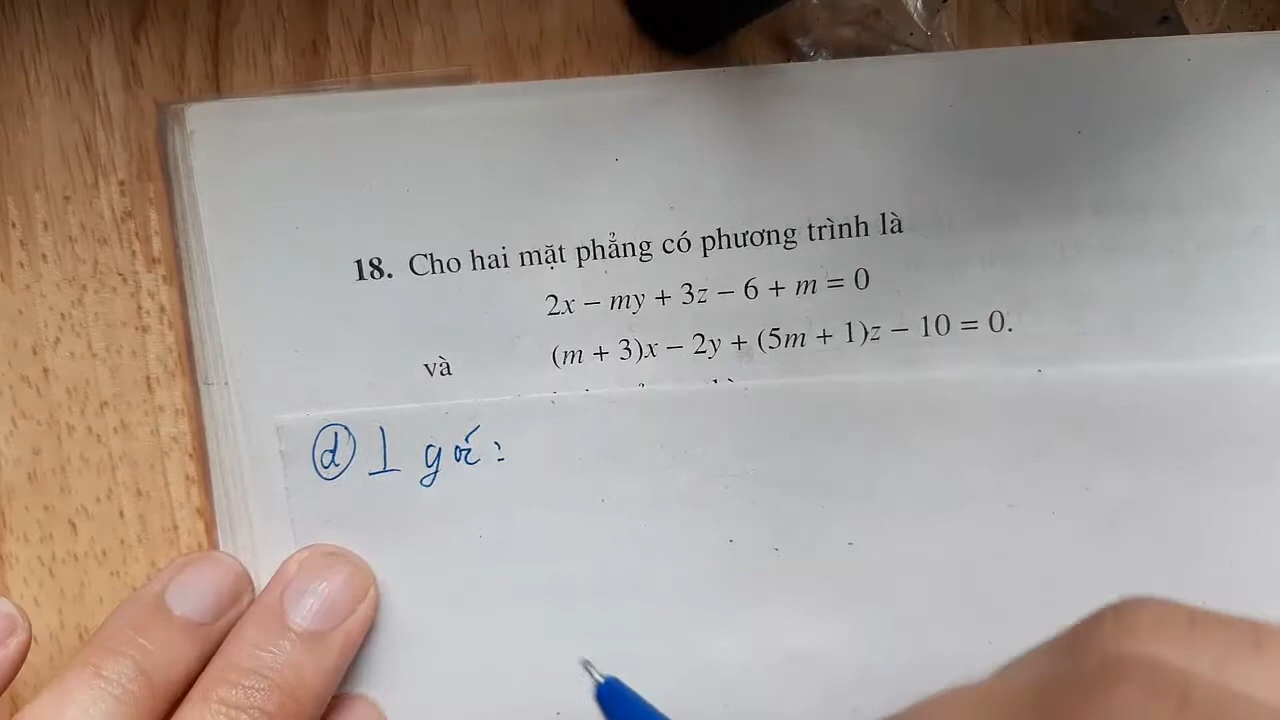 18. Cho hai mặt phẳng có phương trình là
2x − my + 3z − 6 + m = 0
và (m + 3)x − 2y + (5m + 1)z − 10 = 0.
d ⊥ góc: